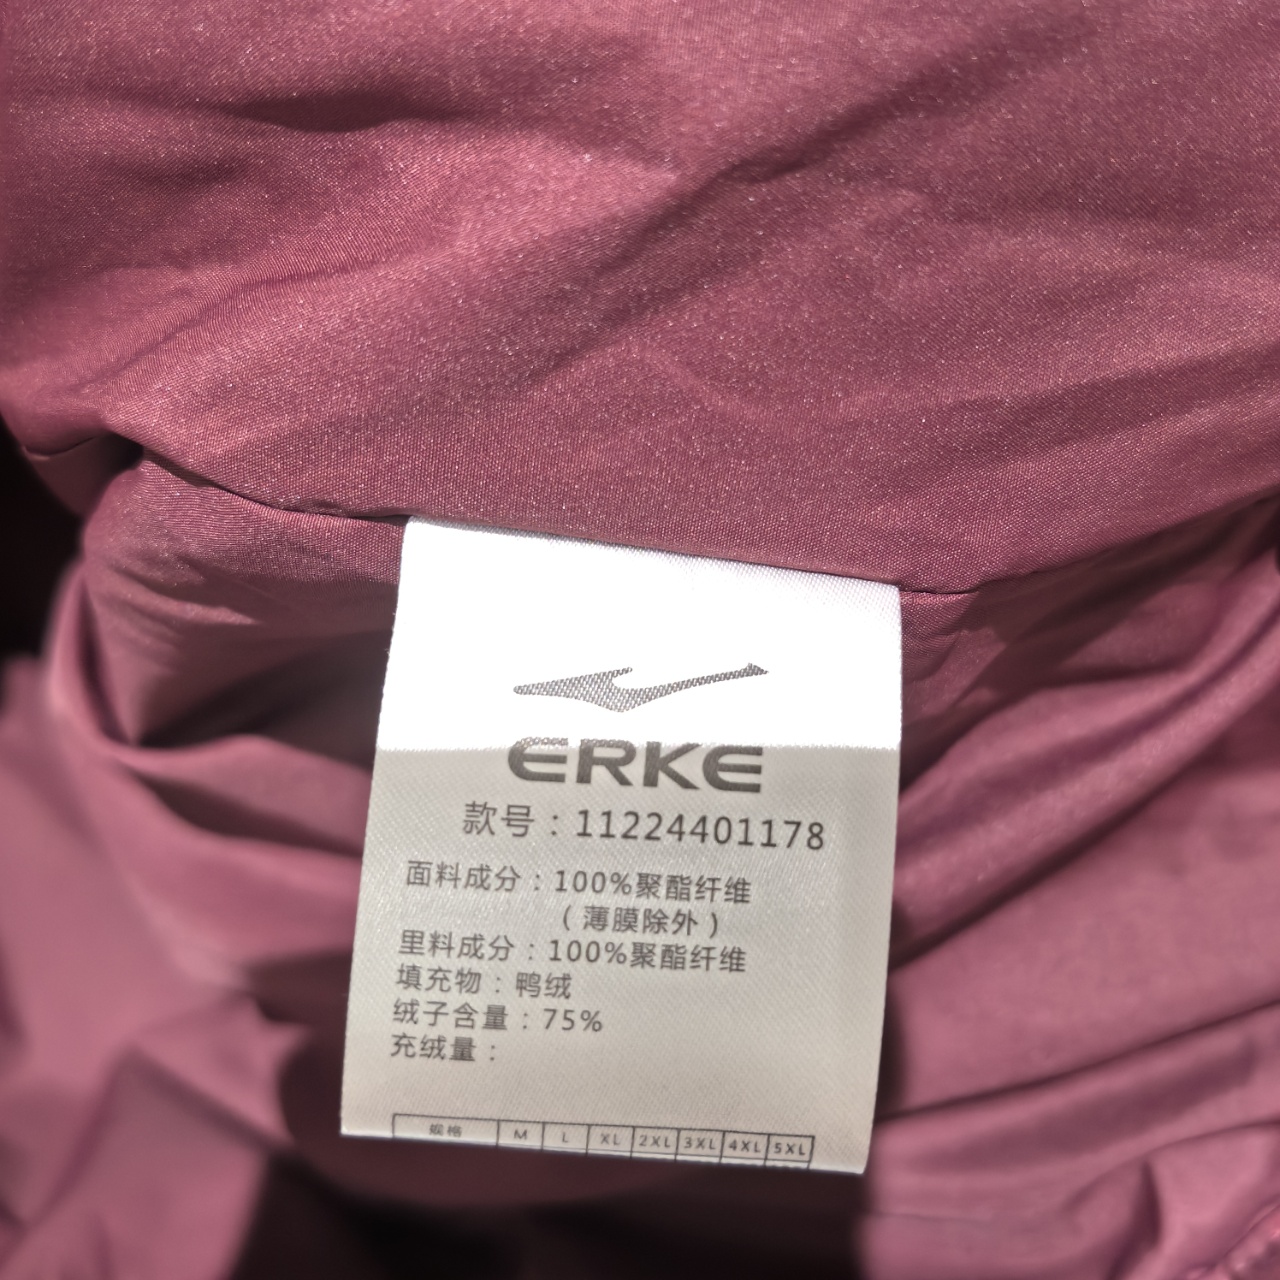 ERKE
款号：11224401178
面料成分：100%聚酯纤维
（薄膜除外）
里料成分：100%聚酯纤维
填充物：鸭绒
绒子含量：75%
充绒量：
规格 M L XL 2XL 3XL 4XL 5XL